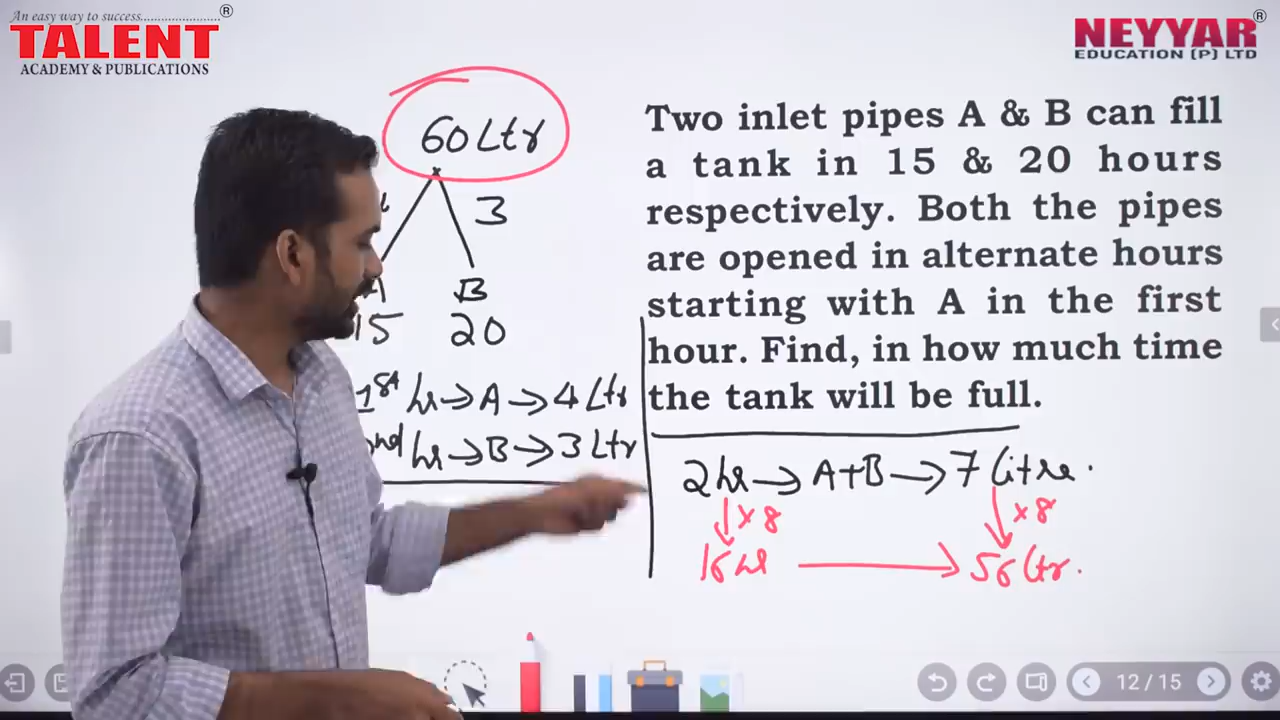 An easy way to success.....................
®
TALENT
ACADEMY & PUBLICATIONS
NEYYAR
®
EDUCATION (P) LTD
60 Ltr
3
A B
15 20
1st hr → A → 4 Ltr
2nd hr → B → 3 Ltr
Two inlet pipes A & B can fill
a tank in 15 & 20 hours
respectively. Both the pipes
are opened in alternate hours
starting with A in the first
hour. Find, in how much time
the tank will be full.
2hr → A+B → 7 litre.
↓ × 8 ↓ × 8
16 hr → 56 Ltr.
12 / 15